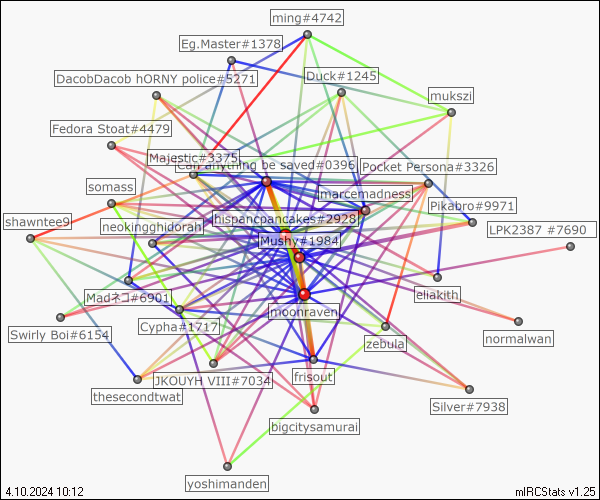 ming#4742
Eg.Master#1378
DacobDacob hORNY police#5271
Duck#1245
mukszi
Fedora Stoat#4479
Majestic#3375
Can anything be saved#0396
Pocket Persona#3326
somass
marcemadness
Pikabro#9971
shawntee9
neokingghidorah
hispancpancakes#2928
LPK2387 #7690
Mushy#1984
Madネコ#6901
eliakith
moonraven
Swirly Boi#6154
Cypha#1717
zebula
normalwan
JKOUYH VIII#7034
frisout
thesecondtwat
Silver#7938
bigcitysamurai
yoshimanden
4.10.2024 10:12
mIRCStats v1.25